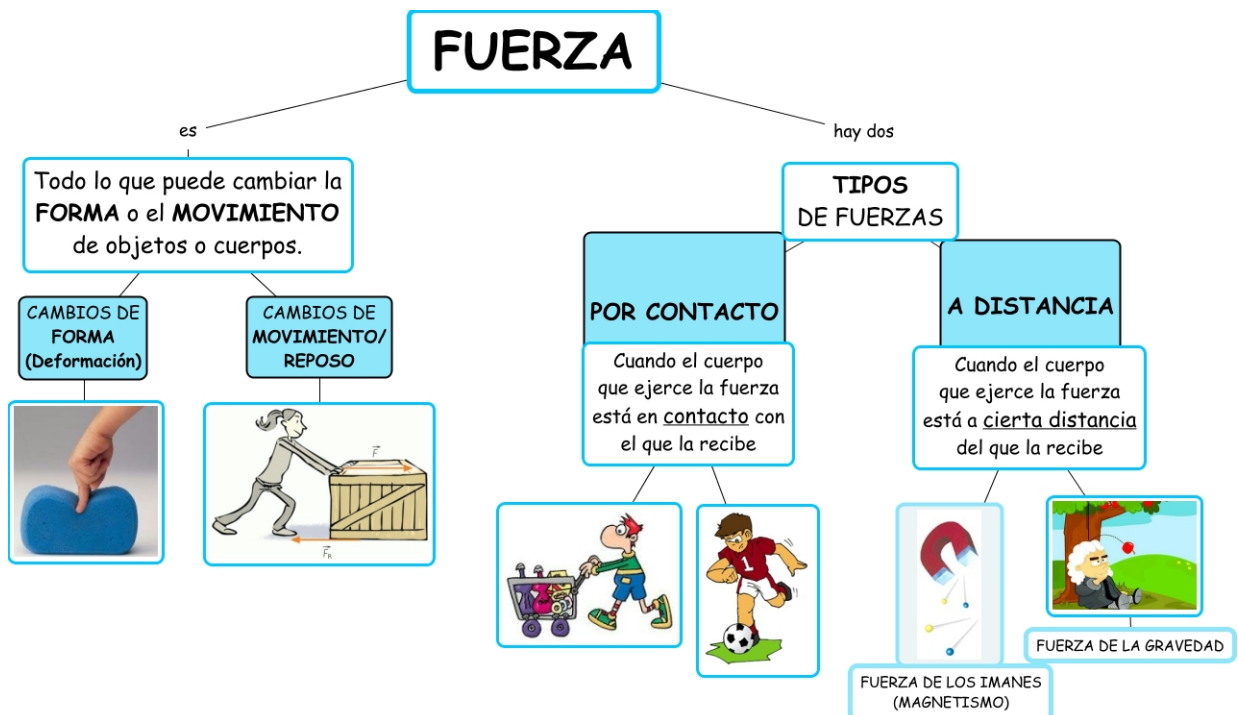 FUERZA
es
hay dos
Todo lo que puede cambiar la
FORMA o el MOVIMIENTO
de objetos o cuerpos.
TIPOS
DE FUERZAS
CAMBIOS DE
FORMA
(Deformación)
CAMBIOS DE
MOVIMIENTO/
REPOSO
F
F_R
POR CONTACTO
Cuando el cuerpo
que ejerce la fuerza
está en contacto con
el que la recibe
1
A DISTANCIA
Cuando el cuerpo
que ejerce la fuerza
está a cierta distancia
del que la recibe
FUERZA DE LOS IMANES
(MAGNETISMO)
FUERZA DE LA GRAVEDAD